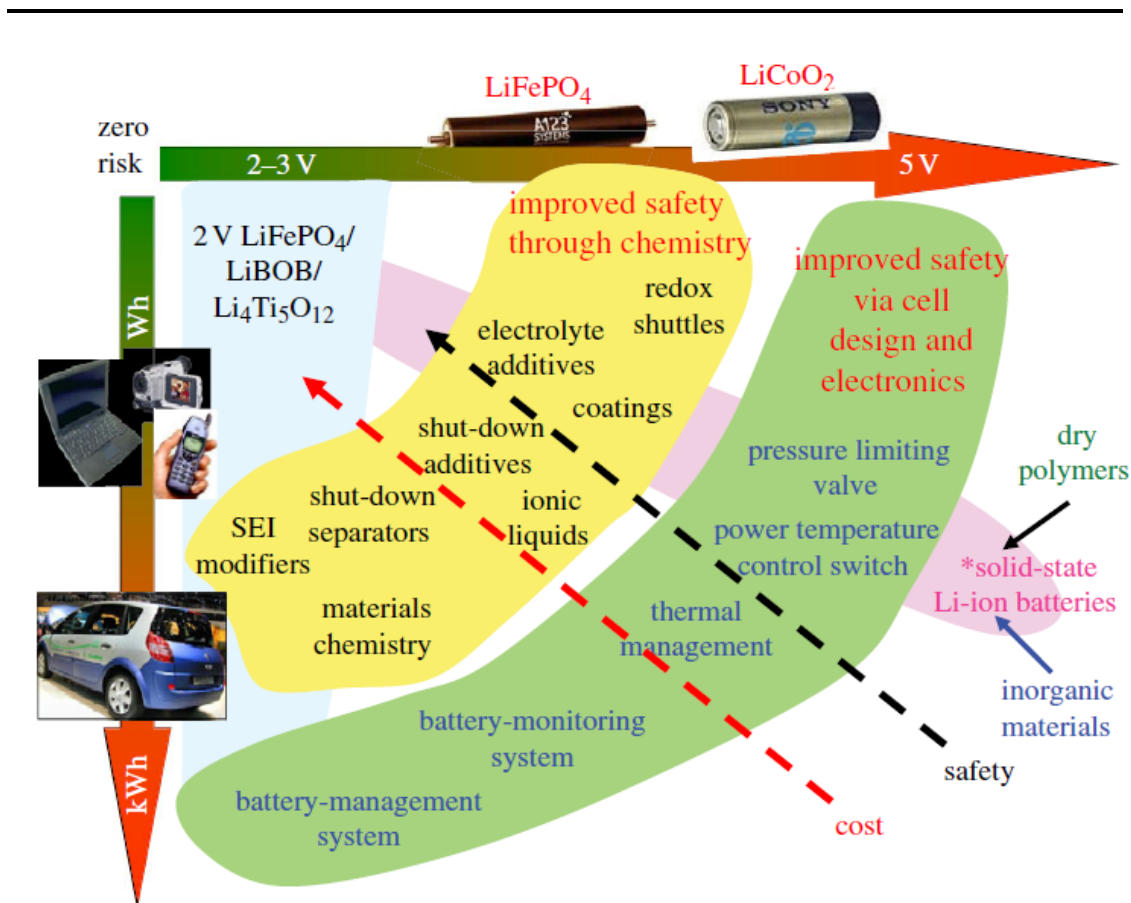 LiFePO4
LiCoO2
A123
SYSTEMS
SONY
zero
risk
2–3 V
5 V
Wh
kWh
2 V LiFePO4/
LiBOB/
Li4Ti5O12
improved safety
through chemistry
redox
shuttles
electrolyte
additives
coatings
shut-down
additives
shut-down
separators
ionic
liquids
SEI
modifiers
materials
chemistry
improved safety
via cell
design and
electronics
pressure limiting
valve
power temperature
control switch
thermal
management
battery-monitoring
system
battery-management
system
dry
polymers
*solid-state
Li-ion batteries
inorganic
materials
safety
cost